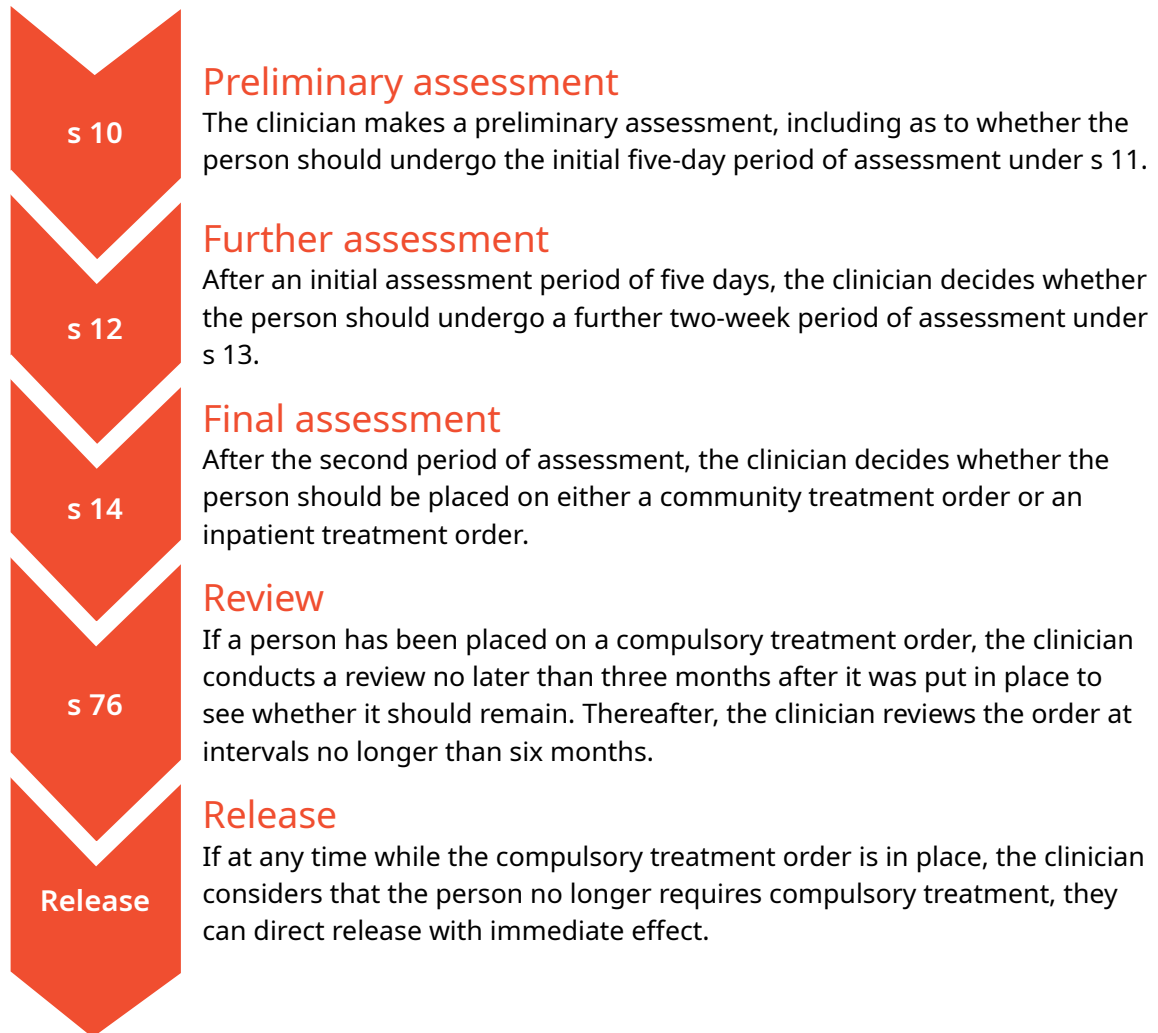 Preliminary assessment
s 10
The clinician makes a preliminary assessment, including as to whether the
person should undergo the initial five-day period of assessment under s 11.
Further assessment
s 12
After an initial assessment period of five days, the clinician decides whether
the person should undergo a further two-week period of assessment under
s 13.
Final assessment
s 14
After the second period of assessment, the clinician decides whether the
person should be placed on either a community treatment order or an
inpatient treatment order.
Review
s 76
If a person has been placed on a compulsory treatment order, the clinician
conducts a review no later than three months after it was put in place to
see whether it should remain. Thereafter, the clinician reviews the order at
intervals no longer than six months.
Release
Release
If at any time while the compulsory treatment order is in place, the clinician
considers that the person no longer requires compulsory treatment, they
can direct release with immediate effect.